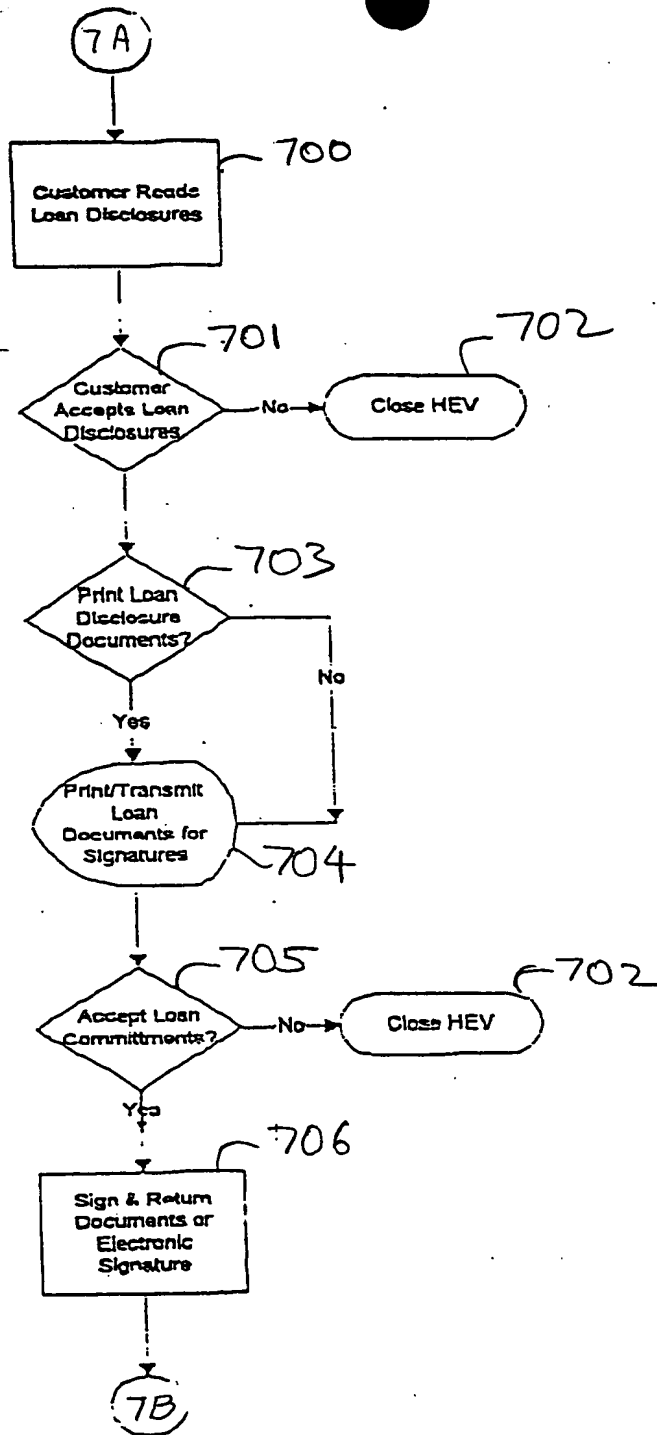 7A
700
Customer Reads
Loan Disclosures
701
702
Customer
Accepts Loan
Disclosures
No
Close HEV
703
Print Loan
Disclosure
Documents?
No
Yes
Print/Transmit
Loan
Documents for
Signatures
704
705
702
Accept Loan
Committments?
No
Close HEV
Yes
706
Sign & Return
Documents or
Electronic
Signature
7B